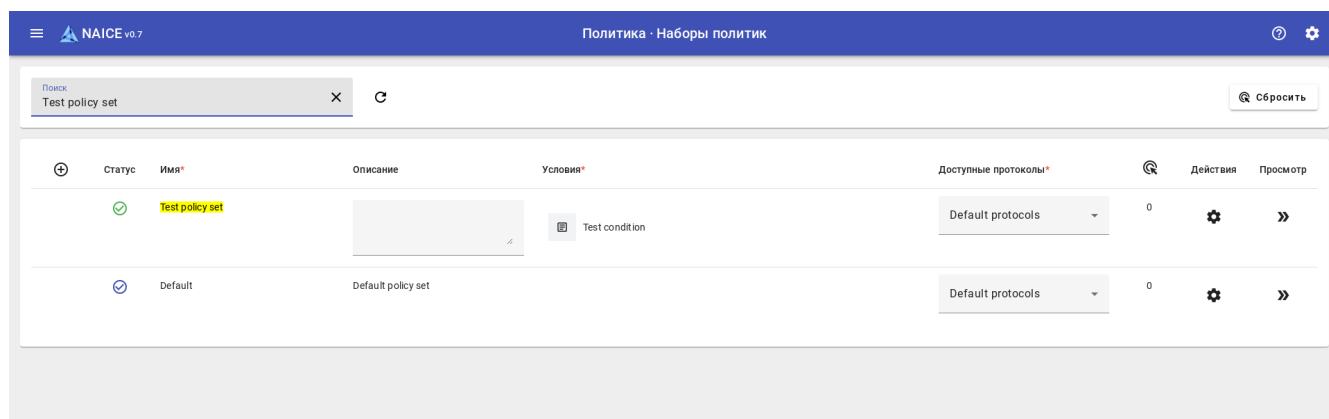 NAICE v0.7
Политика · Наборы политик
Поиск
Test policy set
Сбросить
Статус Имя* Описание Условия* Доступные протоколы* Действия Просмотр
Test policy set Test condition Default protocols 0
Default Default policy set Default protocols 0